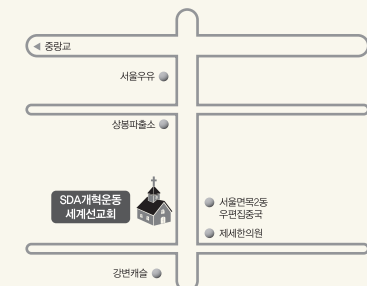 ◀ 중랑교
서울우유
상봉파출소
SDA개혁운동
세계선교회
서울면목2동
우편집중국
제세한의원
강변캐슬